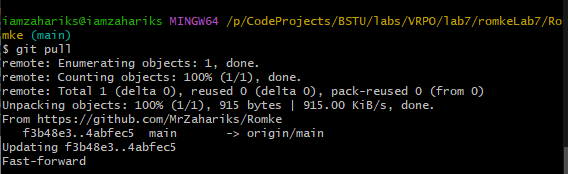 iamzahariks@iamzahariks MINGW64 /p/CodeProjects/BSTU/labs/VRPO/lab7/romkeLab7/Ro
mke (main)
$ git pull
remote: Enumerating objects: 1, done.
remote: Counting objects: 100% (1/1), done.
remote: Total 1 (delta 0), reused 0 (delta 0), pack-reused 0 (from 0)
Unpacking objects: 100% (1/1), 915 bytes | 915.00 KiB/s, done.
From https://github.com/MrZahariks/Romke
   f3b48e3..4abfec5  main       -> origin/main
Updating f3b48e3..4abfec5
Fast-forward